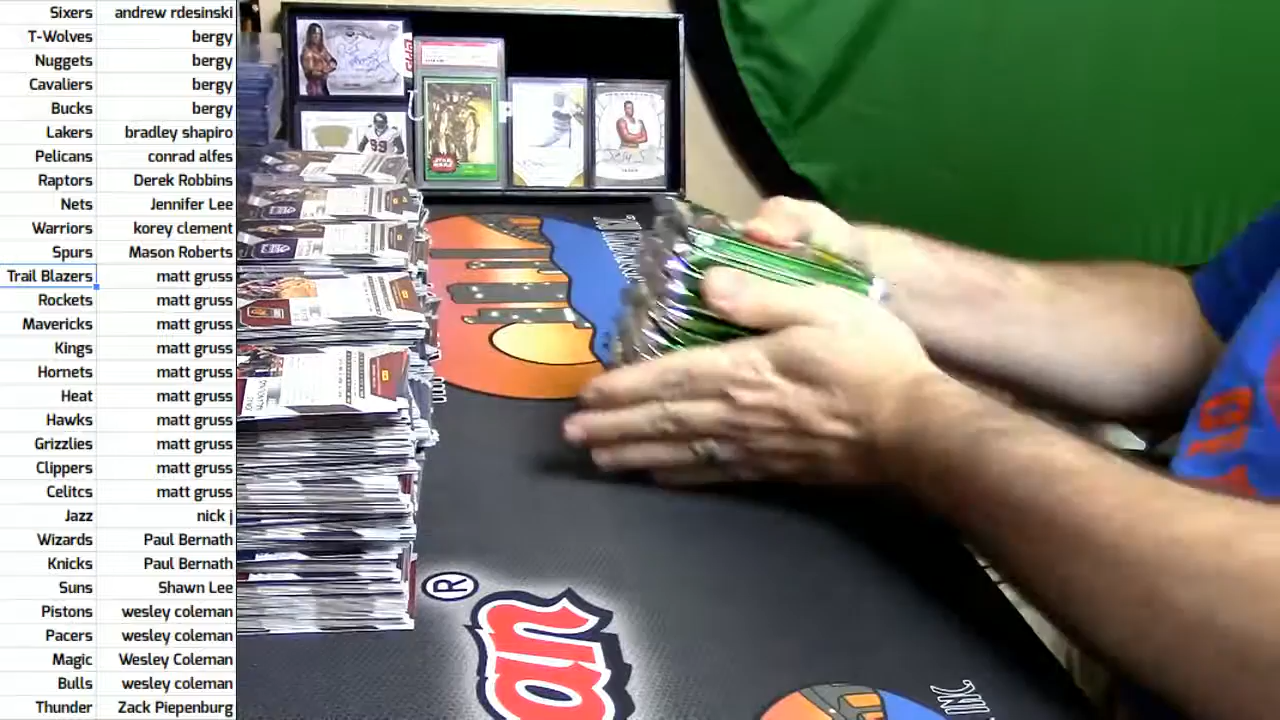 Sixers andrew rdesinski
T-Wolves bergy
Nuggets bergy
Cavaliers bergy
Bucks bergy
Lakers bradley shapiro
Pelicans conrad alfes
Raptors Derek Robbins
Nets Jennifer Lee
Warriors korey clement
Spurs Mason Roberts
Trail Blazers matt gruss
Rockets matt gruss
Mavericks matt gruss
Kings matt gruss
Hornets matt gruss
Heat matt gruss
Hawks matt gruss
Grizzlies matt gruss
Clippers matt gruss
Celitcs matt gruss
Jazz nick j
Wizards Paul Bernath
Knicks Paul Bernath
Suns Shawn Lee
Pistons wesley coleman
Pacers wesley coleman
Magic Wesley Coleman
Bulls wesley coleman
Thunder Zack Piepenburg
STAR WARS
99
®
an